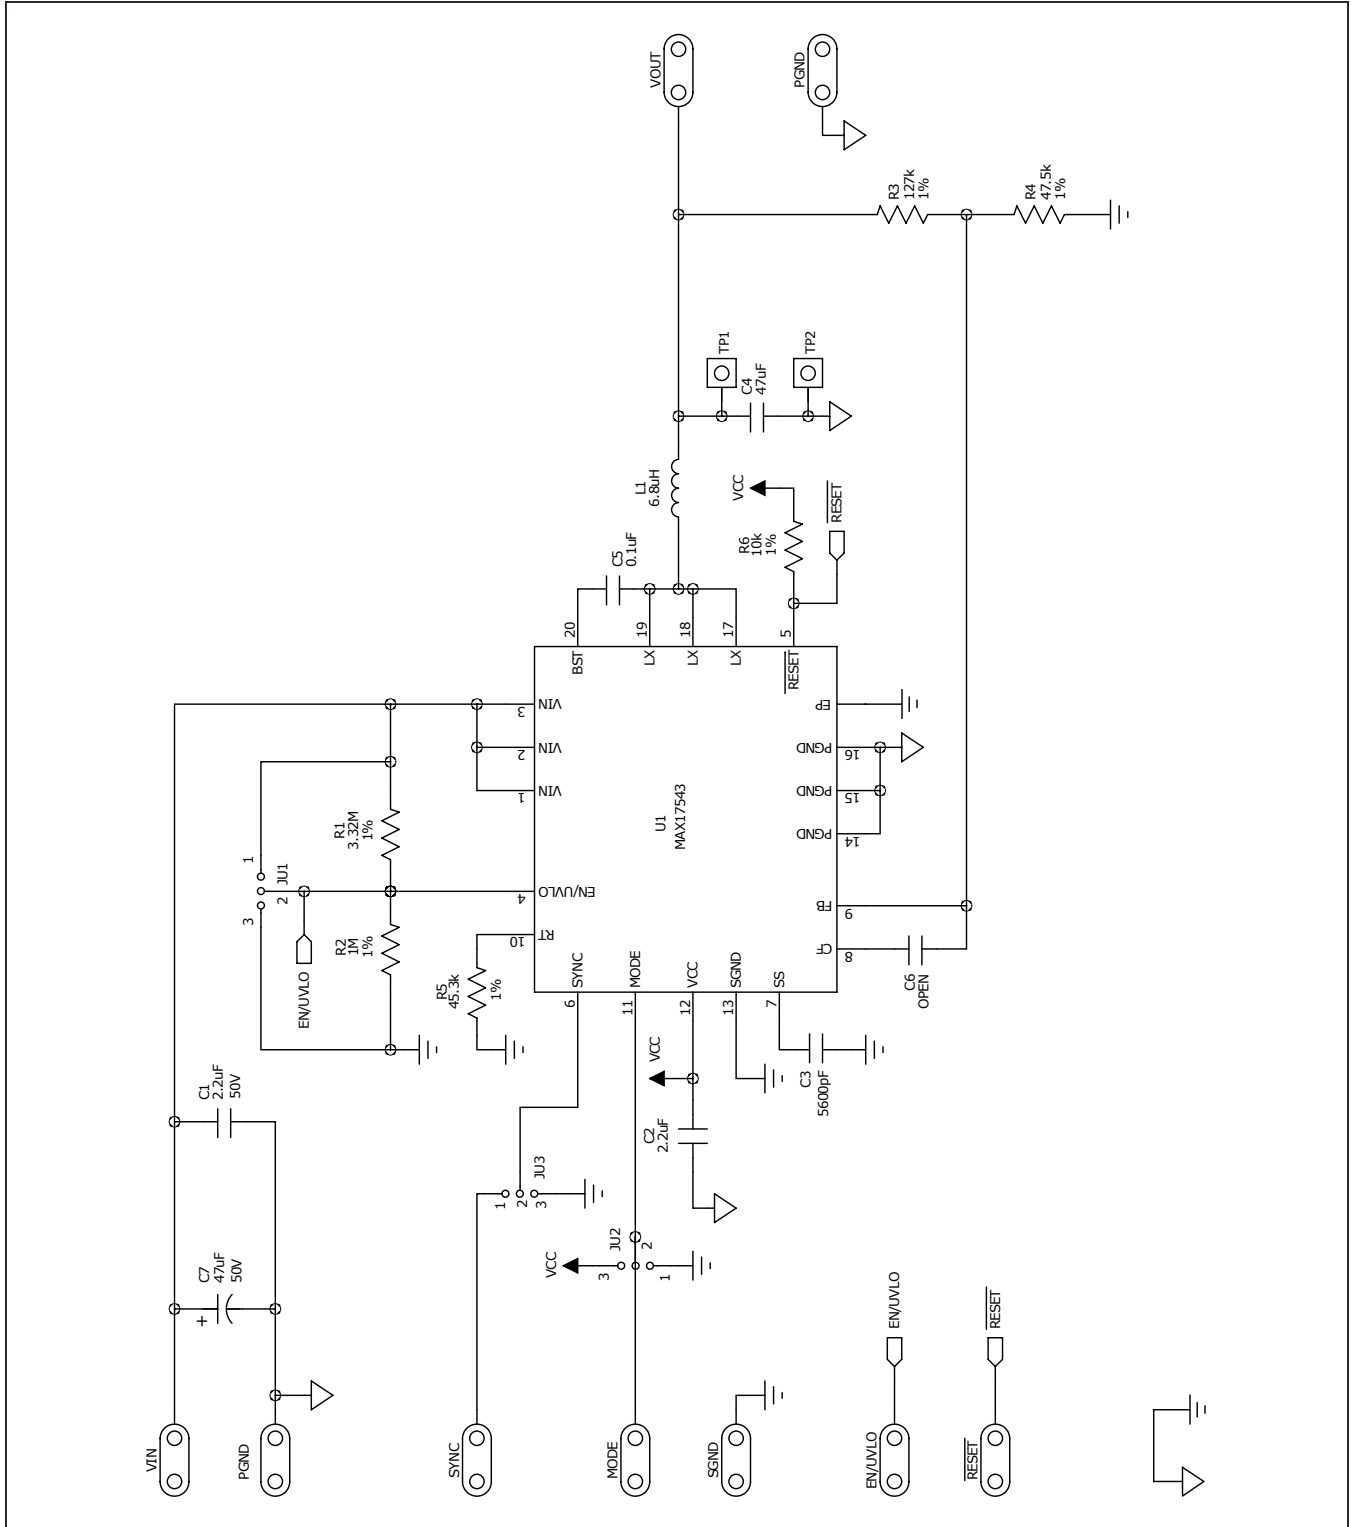 VIN
PGND
C7
47uF
50V
+
C1
2.2uF
50V
EN/UVLO
3
2
1
JU1
R2
1M
1%
R1
3.32M
1%
SYNC
1
2
3
JU3
R5
45.3k
1%
10
RT
4
EN/UVLO
1
VIN
2
VIN
3
VIN
MODE
VCC
3
JU2
2
1
6
SYNC
11
MODE
12
VCC
13
SGND
7
SS
VCC
C2
2.2uF
C3
5600pF
U1
MAX17543
20
BST
19
LX
18
LX
17
LX
5
RESET
C5
0.1uF
L1
6.8uH
VCC
R6
10k
1%
RESET
TP1
C4
47uF
TP2
VOUT
PGND
8
CF
9
FB
14
PGND
15
PGND
16
PGND
EP
C6
OPEN
R3
127k
1%
R4
47.5k
1%
SGND
EN/UVLO
EN/UVLO
RESET
RESET